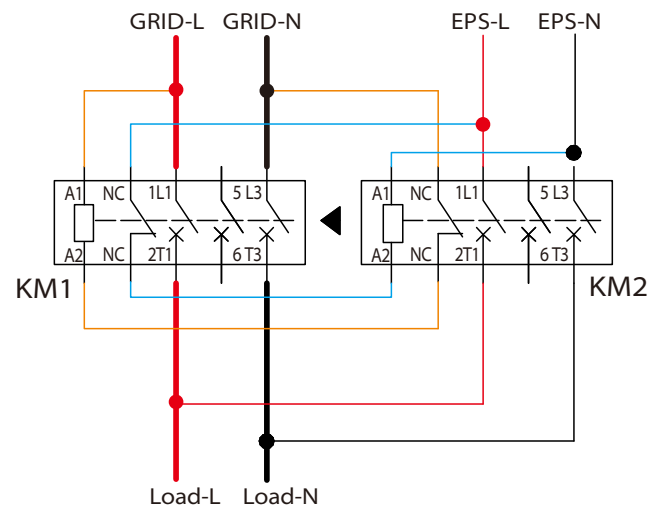 GRID-L GRID-N EPS-L EPS-N
A1 NC 1L1 5 L3 A1 NC 1L1 5 L3
A2 NC 2T1 6 T3 A2 NC 2T1 6 T3
KM1 KM2
Load-L Load-N